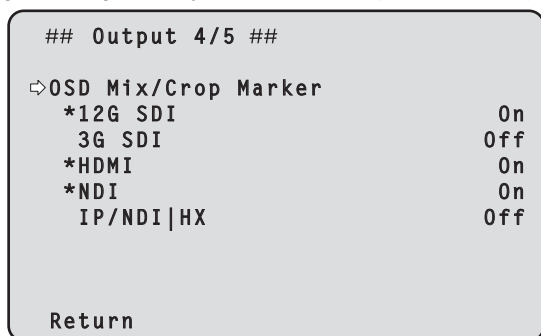 ## Output 4/5 ##
⇨OSD Mix/Crop Marker
*12G SDI On
3G SDI Off
*HDMI On
*NDI On
IP/NDI|HX Off
Return